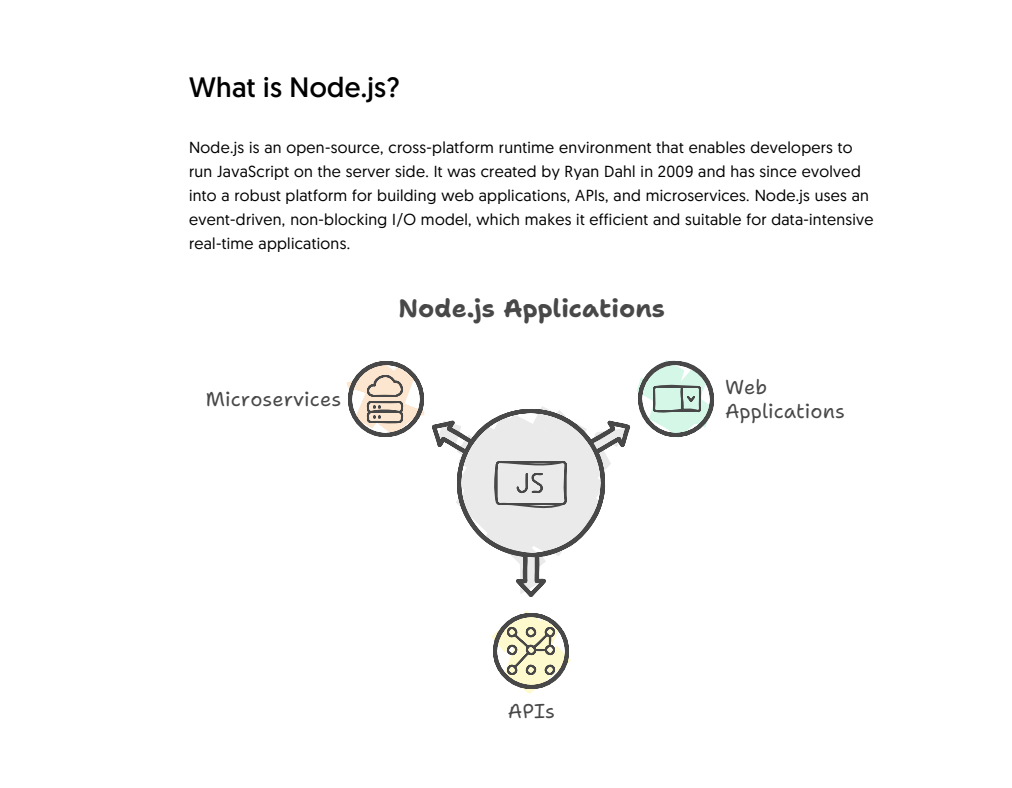 What is Node.js?
Node.js is an open-source, cross-platform runtime environment that enables developers to
run JavaScript on the server side. It was created by Ryan Dahl in 2009 and has since evolved
into a robust platform for building web applications, APIs, and microservices. Node.js uses an
event-driven, non-blocking I/O model, which makes it efficient and suitable for data-intensive
real-time applications.
Node.js Applications
Microservices
Web
Applications
JS
APIs